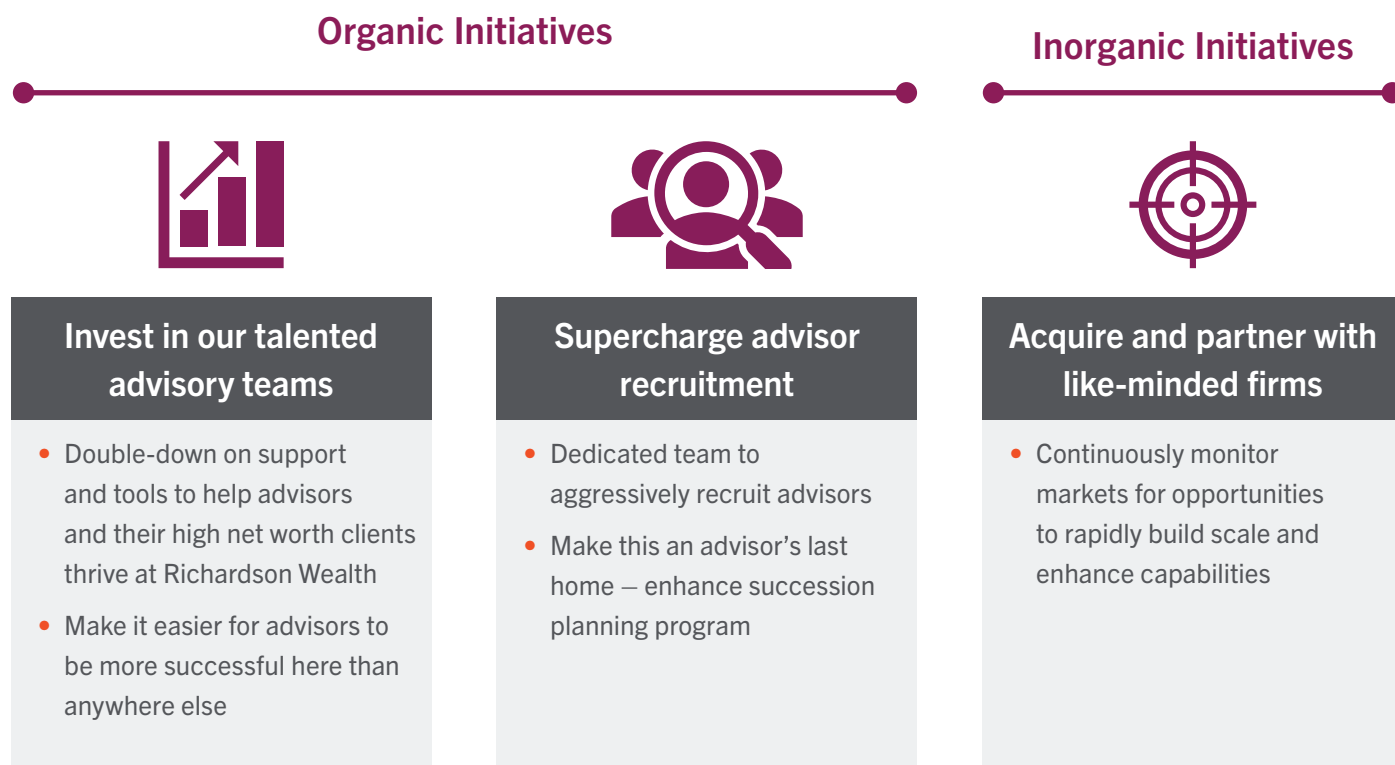 Organic Initiatives
Inorganic Initiatives
Invest in our talented
advisory teams
• Double-down on support
and tools to help advisors
and their high net worth clients
thrive at Richardson Wealth
• Make it easier for advisors to
be more successful here than
anywhere else
Supercharge advisor
recruitment
• Dedicated team to
aggressively recruit advisors
• Make this an advisor’s last
home – enhance succession
planning program
Acquire and partner with
like-minded firms
• Continuously monitor
markets for opportunities
to rapidly build scale and
enhance capabilities